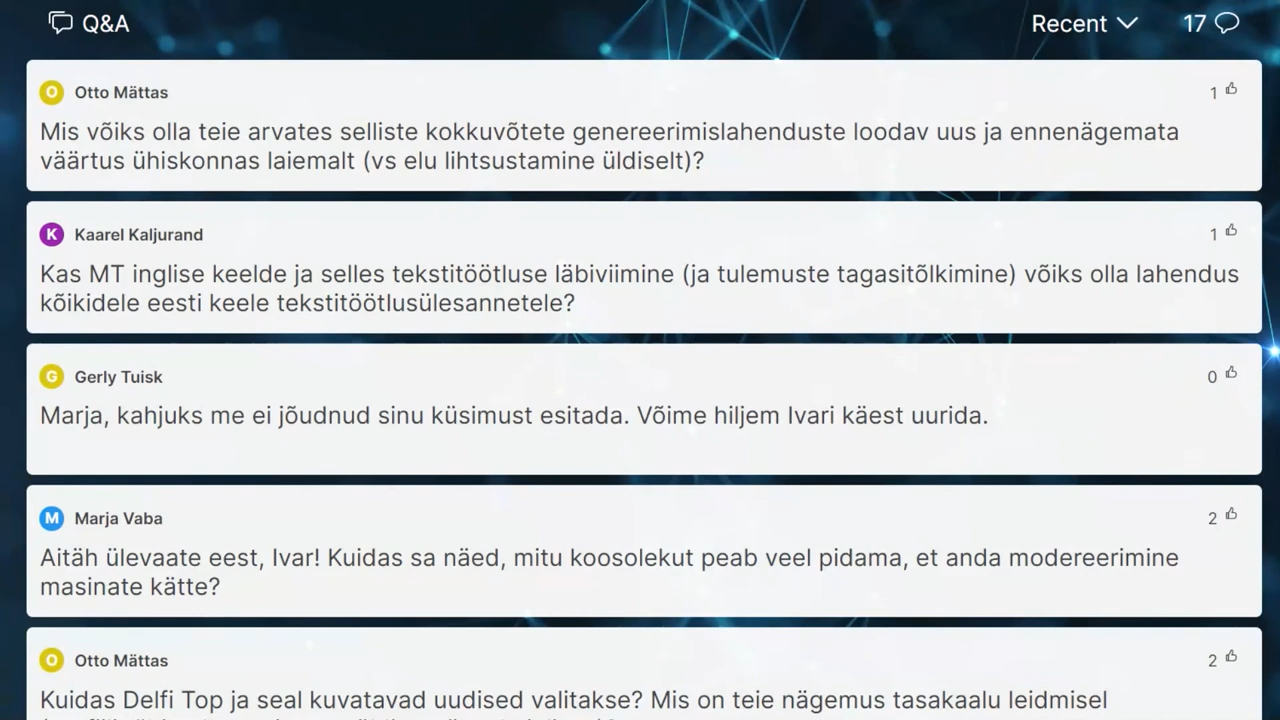 Q&A
Recent
17
O
Otto Mättas
1
Mis võiks olla teie arvates selliste kokkuvõtete genereerimislahenduste loodav uus ja ennenägemata
väärtus ühiskonnas laiemalt (vs elu lihtsustamine üldiselt)?
K
Kaarel Kaljurand
1
Kas MT inglise keelde ja selles tekstitöötluse läbiviimine (ja tulemuste tagasitõlkimine) võiks olla lahendus
kõikidele eesti keele tekstitöötlusülesannetele?
G
Gerly Tuisk
0
Marja, kahjuks me ei jõudnud sinu küsimust esitada. Võime hiljem Ivari käest uurida.
M
Marja Vaba
2
Aitäh ülevaate eest, Ivar! Kuidas sa näed, mitu koosolekut peab veel pidama, et anda modereerimine
masinate kätte?
O
Otto Mättas
2
Kuidas Delfi Top ja seal kuvatavad uudised valitakse? Mis on teie nägemus tasakaalu leidmisel